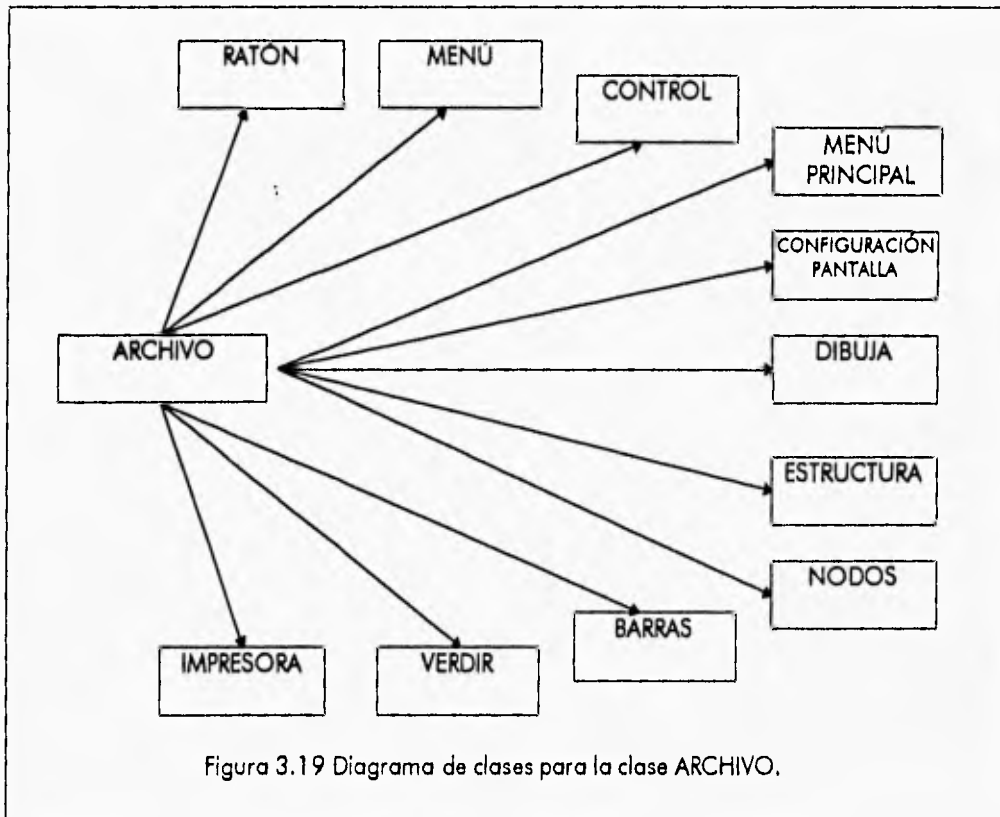 RATÓN
MENÚ
CONTROL
MENÚ
PRINCIPAL
CONFIGURACIÓN
PANTALLA
ARCHIVO
DIBUJA
ESTRUCTURA
NODOS
BARRAS
IMPRESORA
VERDIR
Figura 3.19 Diagrama de clases para la clase ARCHIVO.